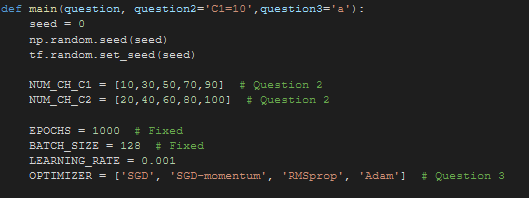 def main(question, question2='C1=10',question3='a'):
    seed = 0
    np.random.seed(seed)
    tf.random.set_seed(seed)
    NUM_CH_C1 = [10,30,50,70,90]  # Question 2
    NUM_CH_C2 = [20,40,60,80,100]  # Question 2
    EPOCHS = 1000  # Fixed
    BATCH_SIZE = 128  # Fixed
    LEARNING_RATE = 0.001
    OPTIMIZER = ['SGD', 'SGD-momentum', 'RMSprop', 'Adam']  # Question 3